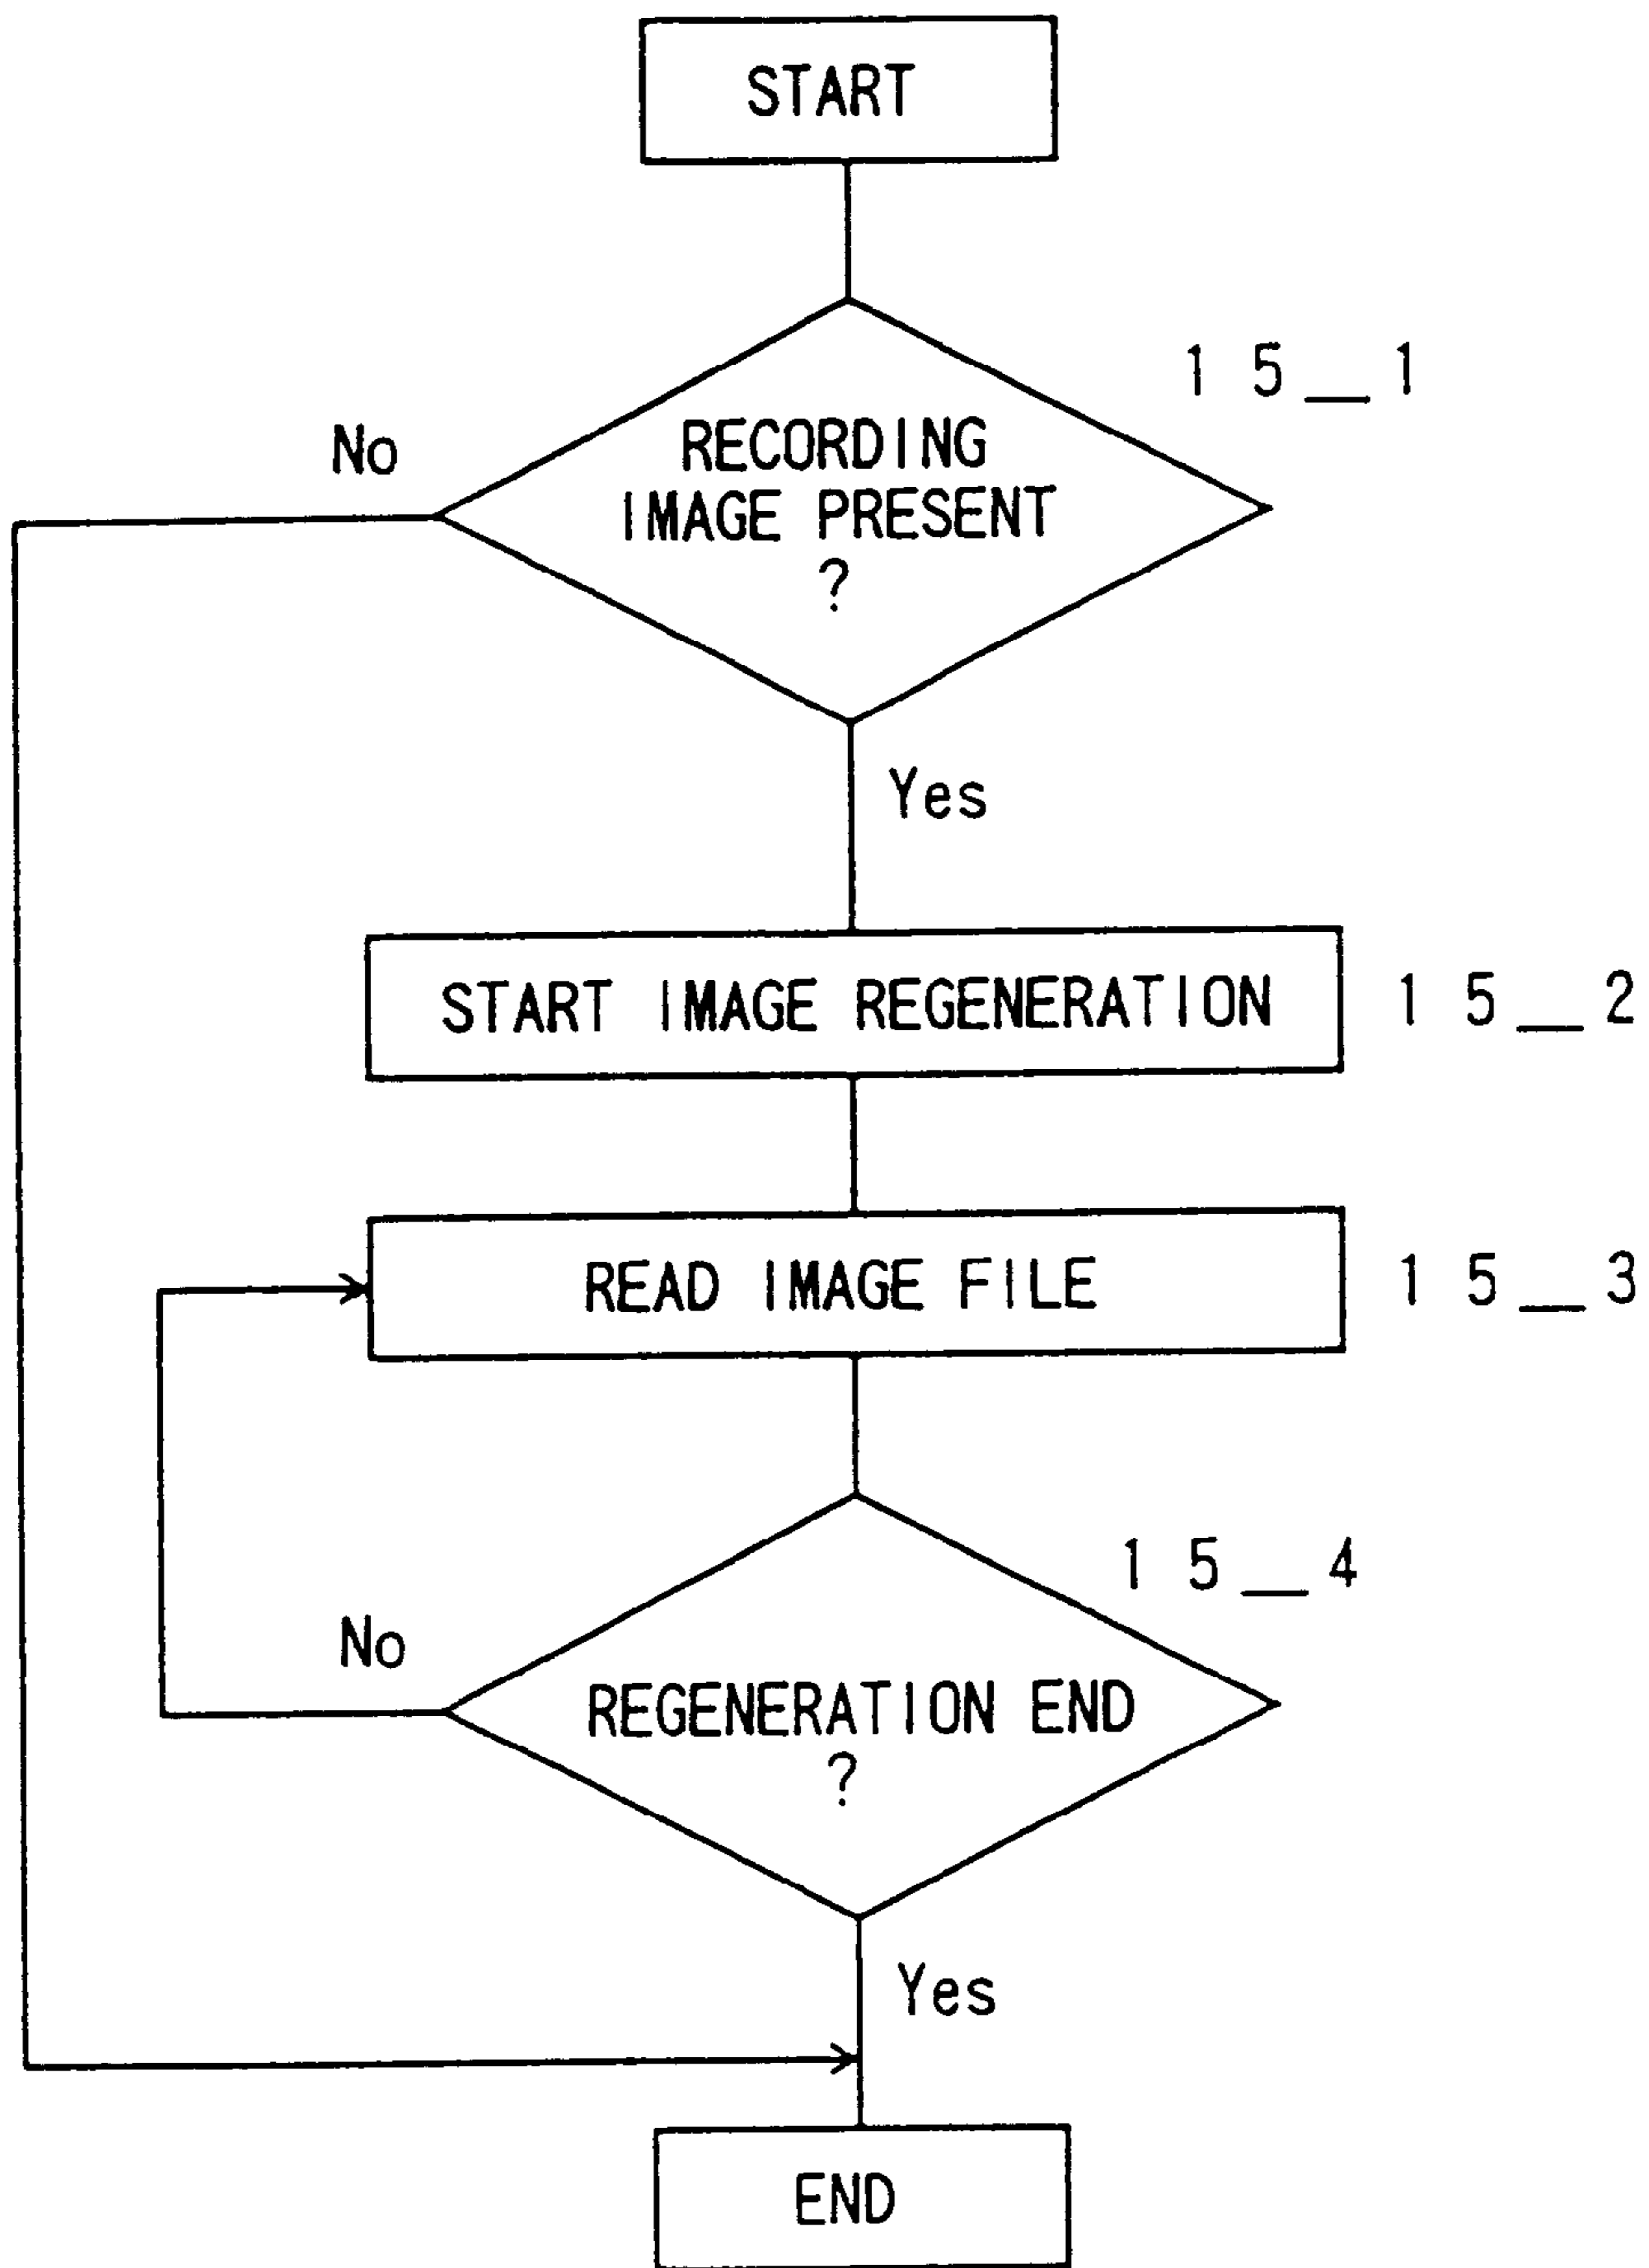 START
15_1
No
RECORDING
IMAGE PRESENT
?
Yes
START IMAGE REGENERATION
15_2
READ IMAGE FILE
15_3
15_4
No
REGENERATION END
?
Yes
END